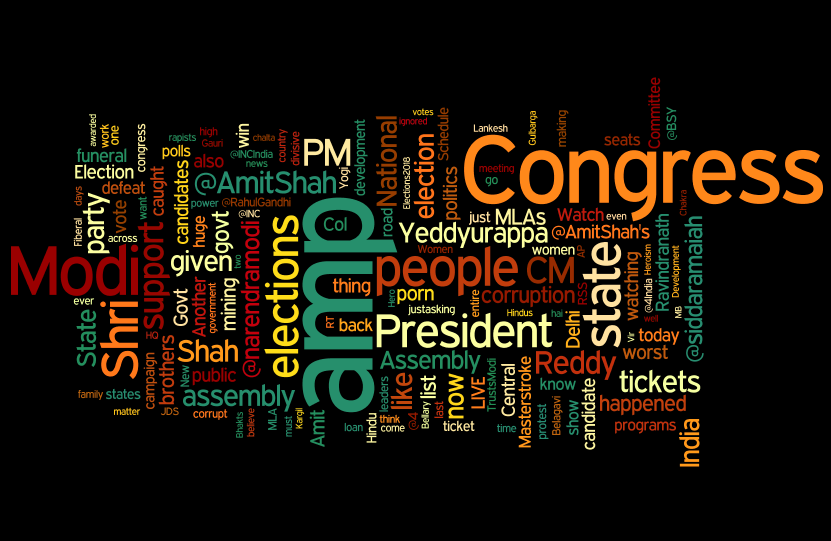 Congress
amp
Modi
people
President
state
elections
Shri
CM
PM
Support
Yeddyurappa
Reddy
tickets
assembly
Assembly
@AmitShah
@AmitShah's
@narendramodi
@siddaramaiah
National
election
party
given
govt
Shah
State
India
like
now
MLAs
corruption
porn
thing
back
Col
road
win
Yogi
development
politics
Schedule
votes
ignored
Elections2018
Lankesh
Gulbarga
making
seats
Committee
@BSY
meeting
go
just
Watch
even
Chakra
women
Women
watching
Ravindranath
@4India
Heroism
Development
MB
well
RSS
AP
Delhi
Hindus
hai
Vir
today
worst
entire
justasking
Hero
RT
TrustsModi
leaders
LIVE
Central
Masterstroke
know
show
candidate
happened
programs
protest
Belagavi
time
ticket
list
last
@4
Bellary
think
come
Hindu
loan
Amit
Kargil
must
MLA
believe
Bhakts
corrupt
public
New
brothers
campaign
JDS
matter
states
family
HQ
Another
government
Govt
mining
two
ever
across
Fiberal
days
vote
want
power
@RahulGandhi
@INC
huge
candidates
defeat
caught
also
Election
funeral
polls
congress
one
work
awarded
rapists
high
Gauri
@INCIndia
news
chalta
country
divisive